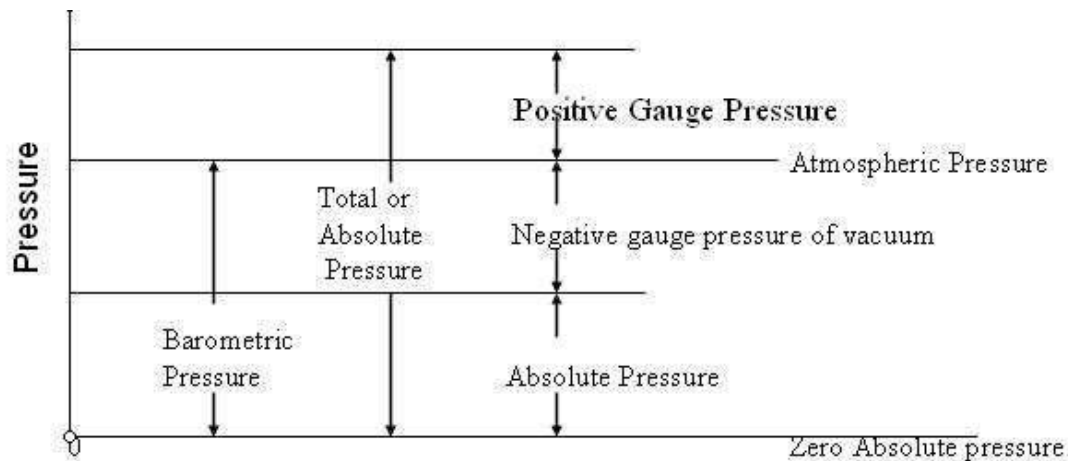 Positive Gauge Pressure
Atmospheric Pressure
Pressure
Total or
Absolute
Pressure
Negative gauge pressure of vacuum
Barometric
Pressure
Absolute Pressure
0
Zero Absolute pressure